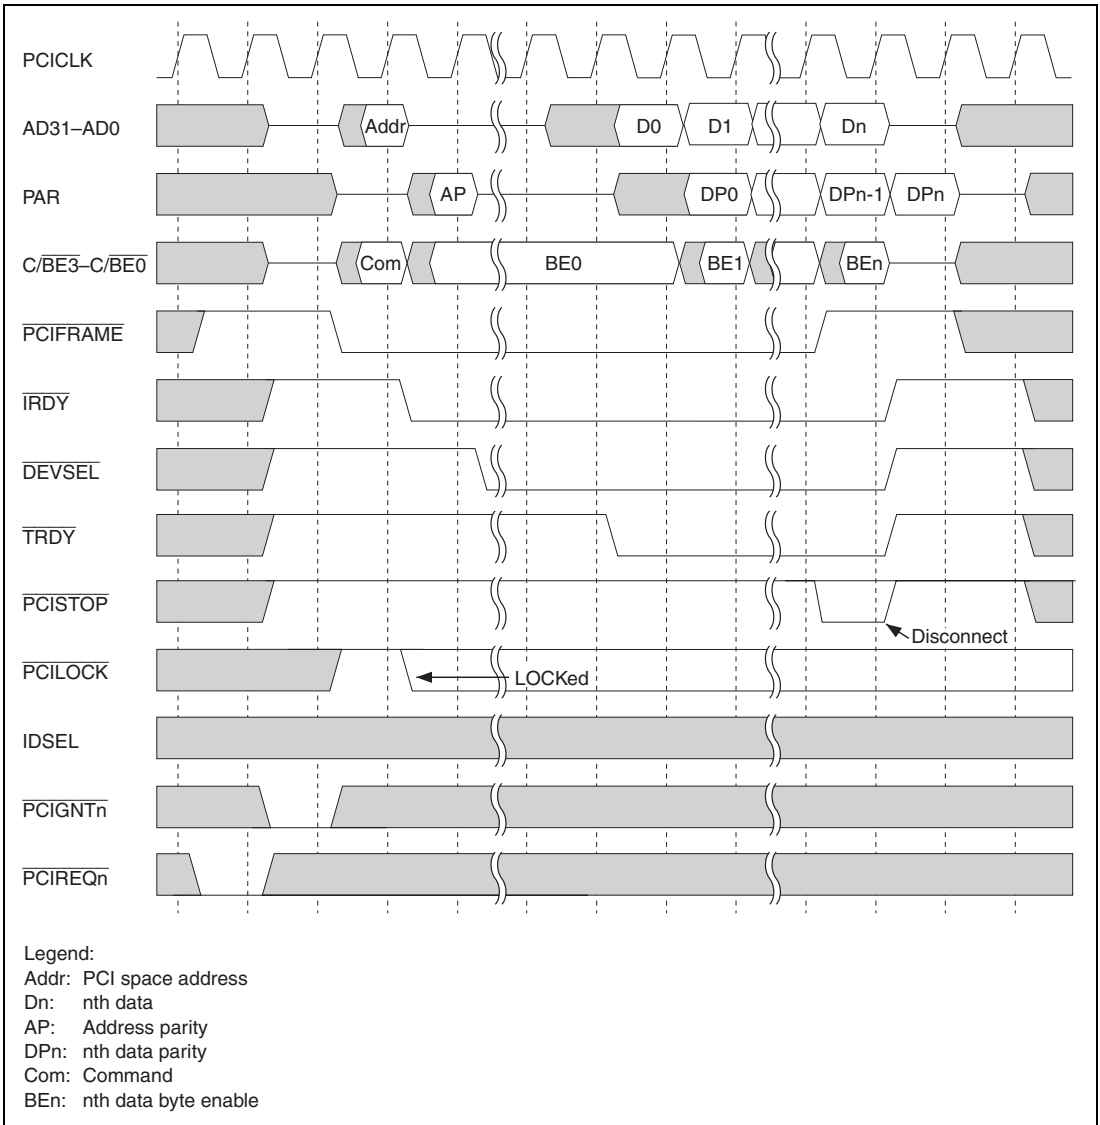 PCICLK
AD31–AD0 Addr D0 D1 Dn
PAR AP DP0 DPn-1 DPn
C/BE3–C/BE0 Com BE0 BE1 BEn
PCIFRAME
IRDY
DEVSEL
TRDY
PCISTOP
Disconnect
PCILOCK LOCKed
IDSEL
PCIGNTn
PCIREQn
Legend:
Addr: PCI space address
Dn: nth data
AP: Address parity
DPn: nth data parity
Com: Command
BEn: nth data byte enable